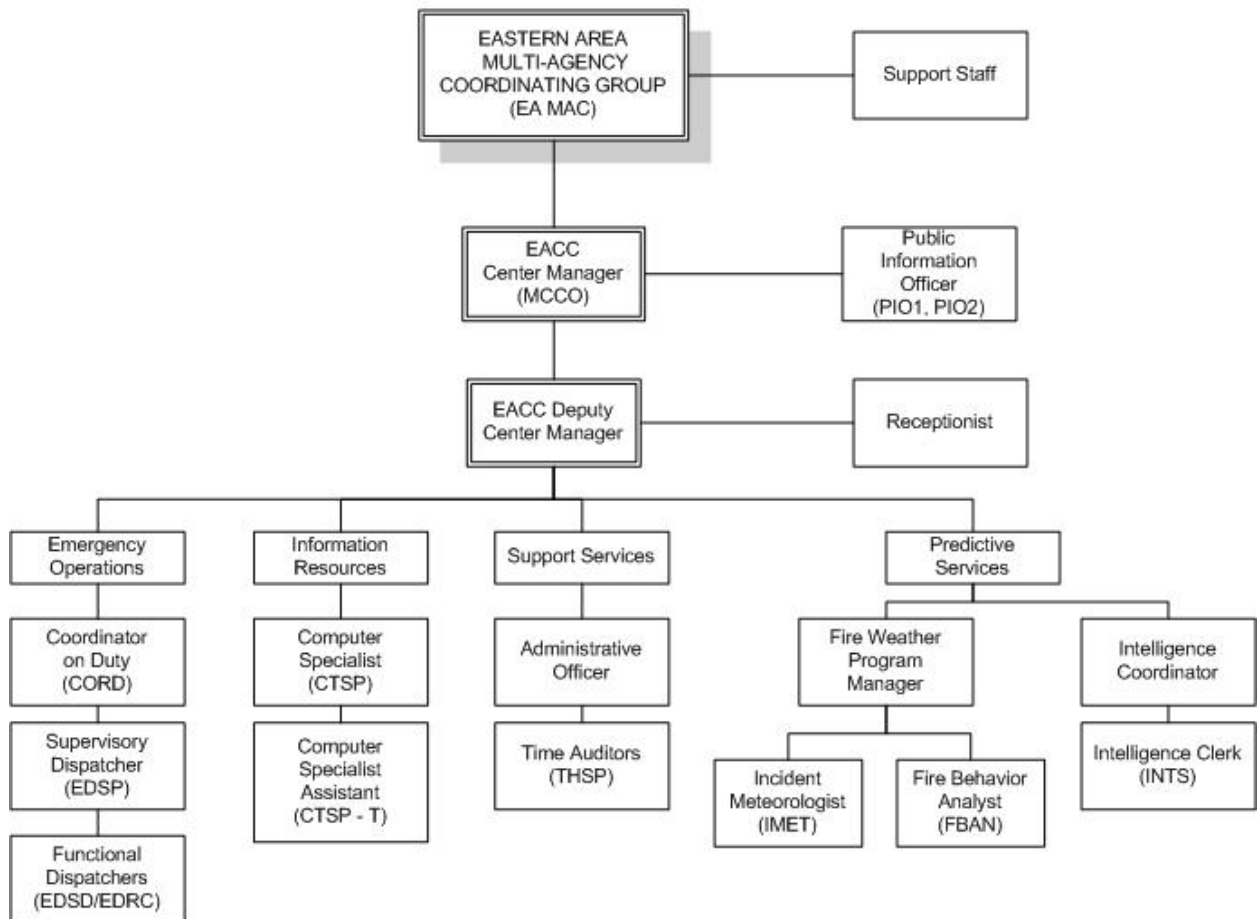 EASTERN AREA
MULTI-AGENCY
COORDINATING GROUP
(EA MAC)
Support Staff
EACC
Center Manager
(MCCO)
Public
Information
Officer
(PIO1, PIO2)
EACC Deputy
Center Manager
Receptionist
Emergency
Operations
Information
Resources
Support Services
Predictive
Services
Coordinator
on Duty
(CORD)
Computer
Specialist
(CTSP)
Administrative
Officer
Fire Weather
Program
Manager
Intelligence
Coordinator
Supervisory
Dispatcher
(EDSP)
Computer
Specialist
Assistant
(CTSP - T)
Time Auditors
(THSP)
Incident
Meteorologist
(IMET)
Fire Behavior
Analyst
(FBAN)
Intelligence Clerk
(INTS)
Functional
Dispatchers
(EDSD/EDRC)